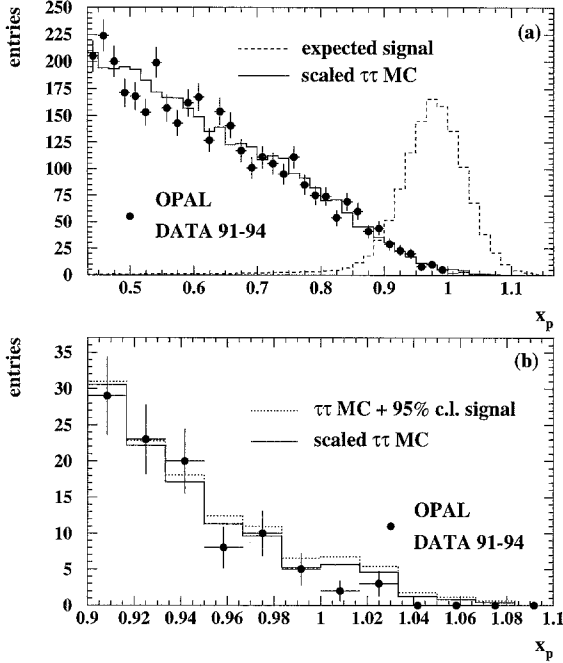 entries
250
225
200
175
150
125
100
75
50
25
0
(a)
expected signal
scaled ττ MC
OPAL
DATA 91-94
0.5 0.6 0.7 0.8 0.9 1 1.1
x_p
entries
35
30
25
20
15
10
5
0
(b)
ττ MC + 95% c.l. signal
scaled ττ MC
OPAL
DATA 91-94
0.9 0.92 0.94 0.96 0.98 1 1.02 1.04 1.06 1.08 1.1
x_p